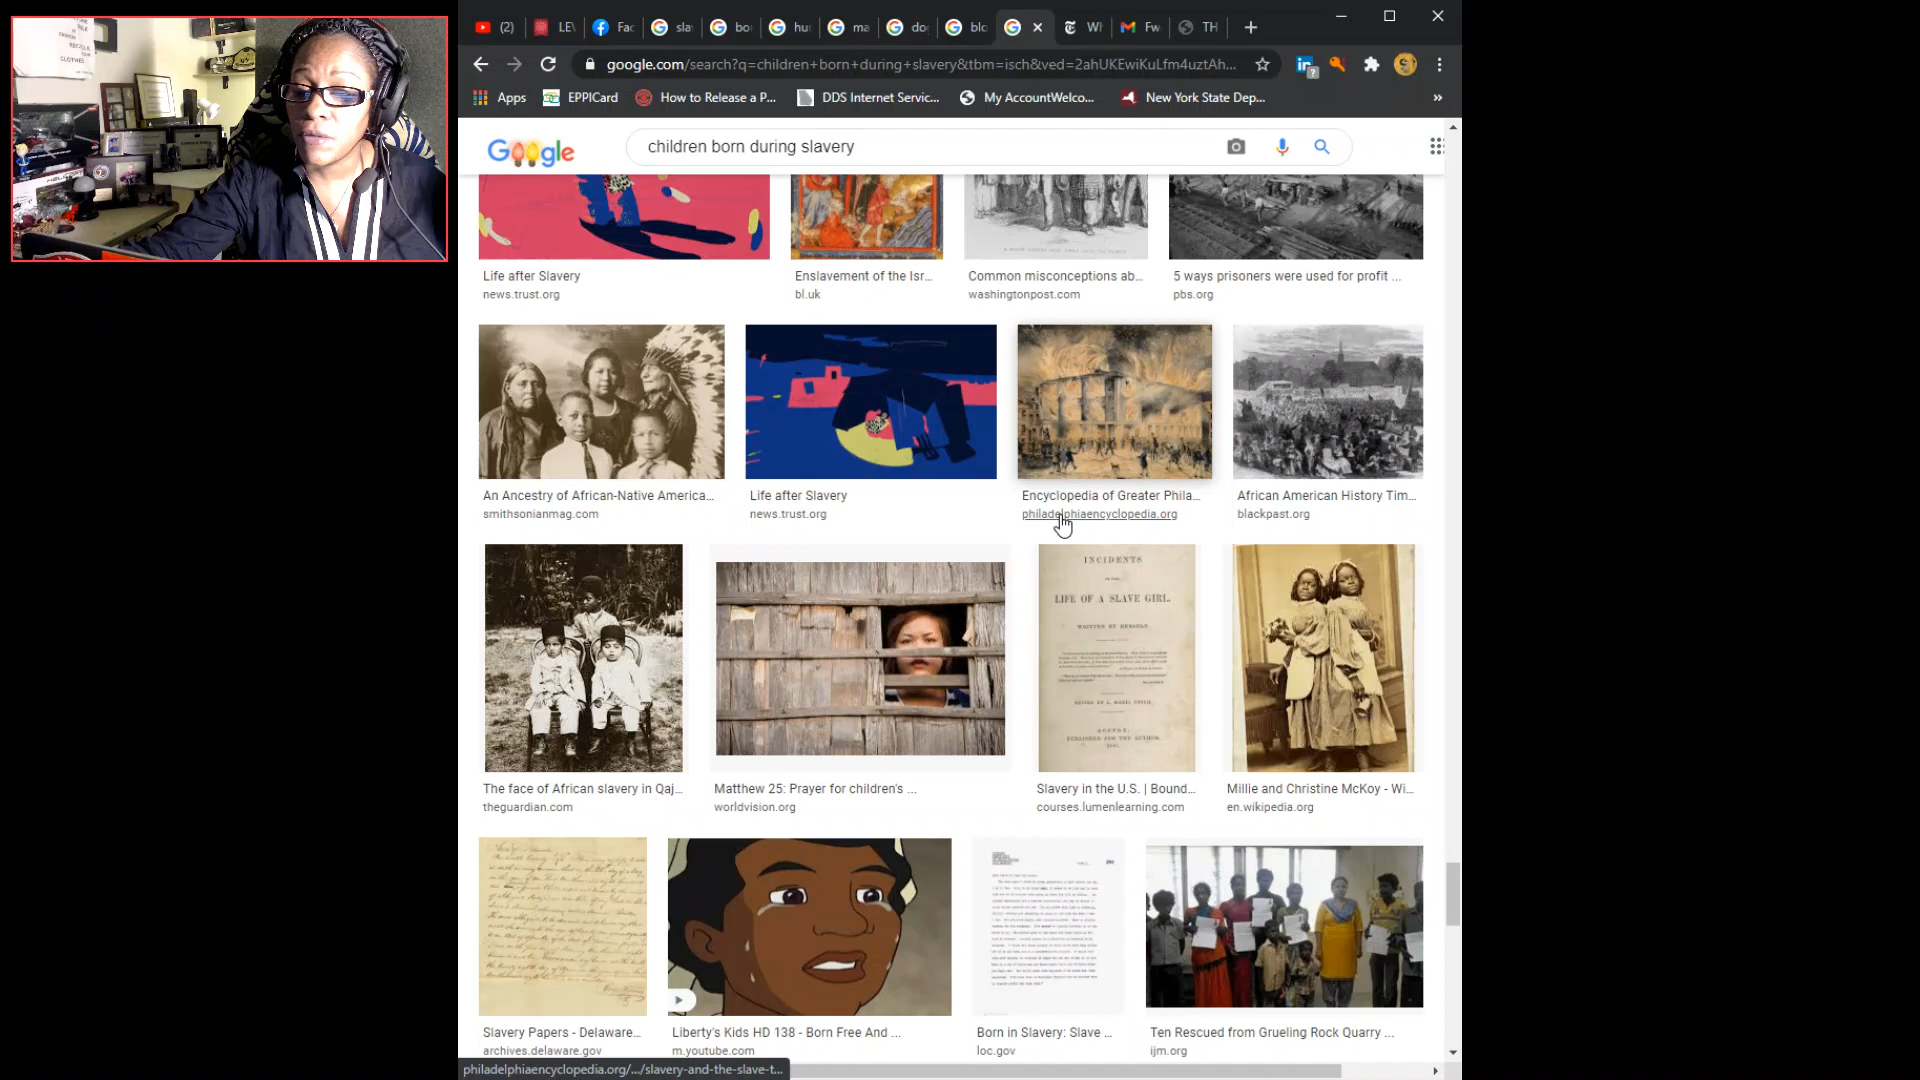 (2)
LEV
Fac
sla
boi
hui
ma
do
blc
Wi
Fw
TH
google.com/search?q=children+born+during+slavery&tbm=isch&ved=2ahUKEwiKuLfm4uztAh...
Apps
EPPICard
How to Release a P...
DDS Internet Servic...
My AccountWelco...
New York State Dep...
»
Google
children born during slavery
Life after Slavery
Enslavement of the Isr...
Common misconceptions ab...
5 ways prisoners were used for profit ...
news.trust.org
bl.uk
washingtonpost.com
pbs.org
An Ancestry of African-Native America...
Life after Slavery
Encyclopedia of Greater Phila...
African American History Tim...
smithsonianmag.com
news.trust.org
philadelphiaencyclopedia.org
blackpast.org
INCIDENTS
LIFE OF A SLAVE GIRL.
WRITTEN BY HERSELF.
The face of African slavery in Qaj...
Matthew 25: Prayer for children's ...
Slavery in the U.S. | Bound...
Millie and Christine McKoy - Wi...
theguardian.com
worldvision.org
courses.lumenlearning.com
en.wikipedia.org
Slavery Papers - Delaware...
Liberty's Kids HD 138 - Born Free And ...
Born in Slavery: Slave ...
Ten Rescued from Grueling Rock Quarry ...
archives.delaware.gov
m.youtube.com
loc.gov
ijm.org
philadelphiaencyclopedia.org/.../slavery-and-the-slave-t...